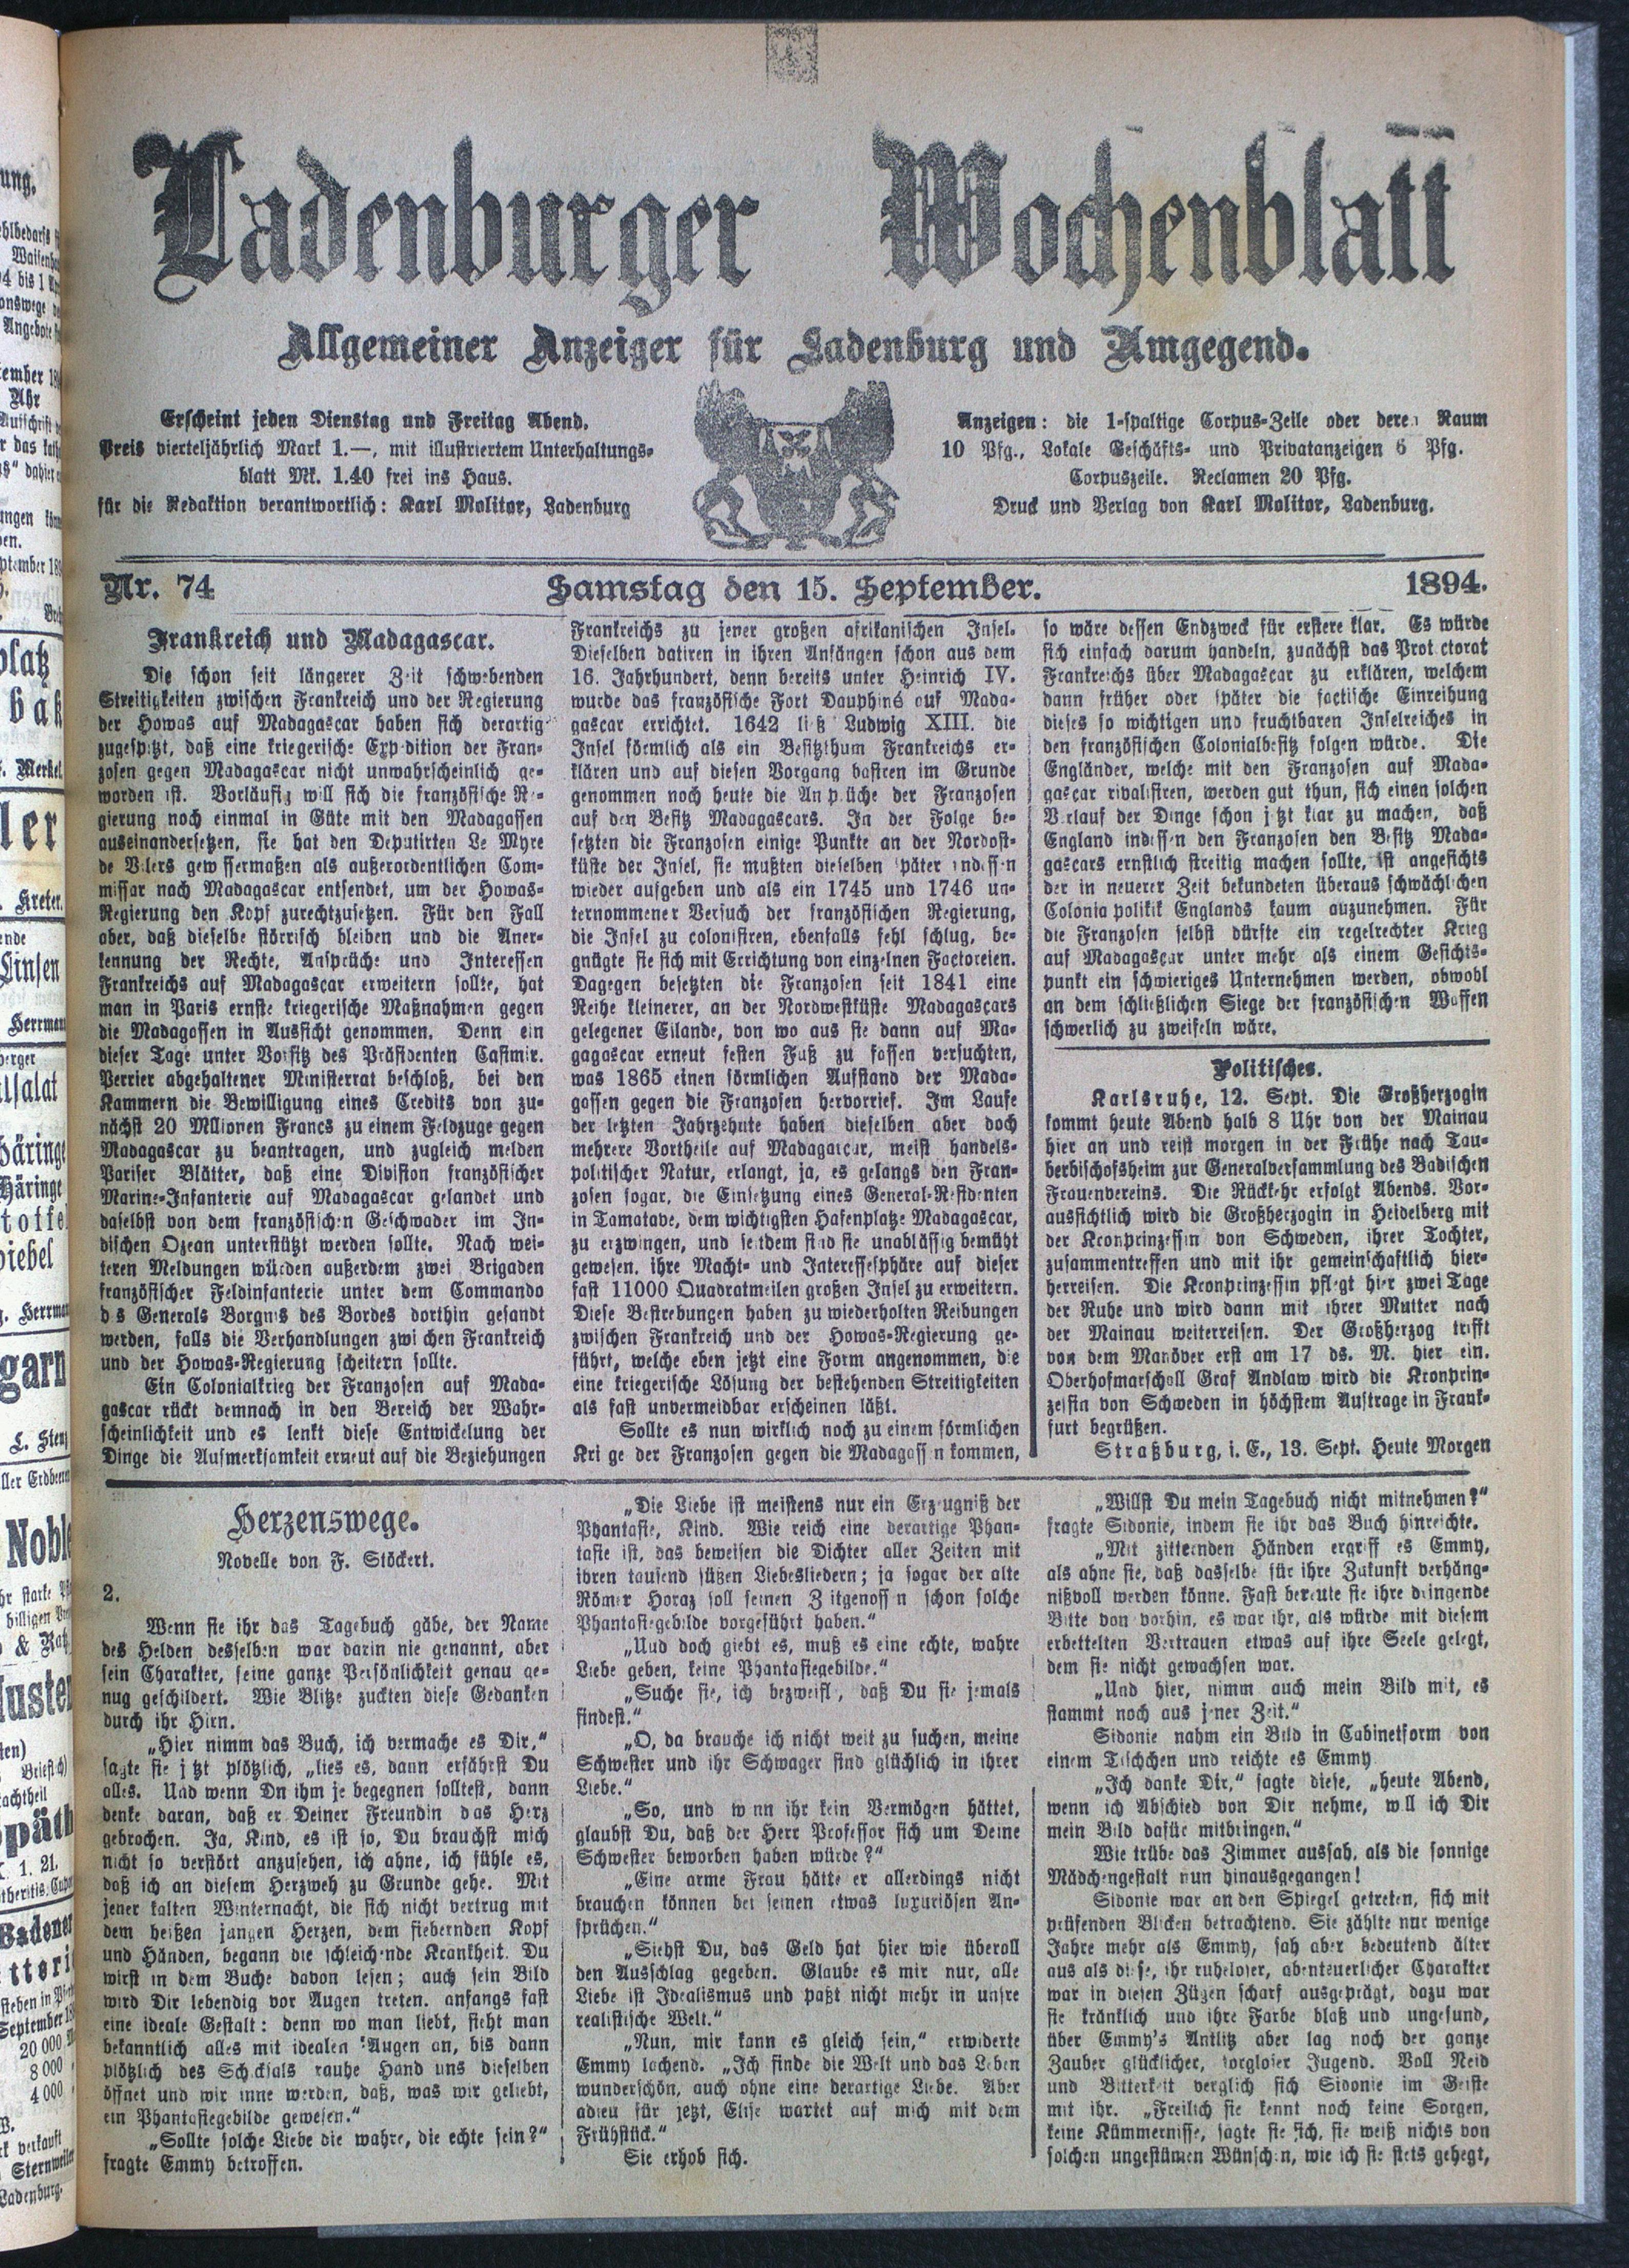 Ladenburger Wochenblatt
Allgemeiner Anzeiger für Ladenburg und Umgegend.
Erscheint jeden Dienstag und Freitag Abend.
Preis vierteljährlich Mark 1.—, mit illustriertem Unterhaltungs-
blatt Mk. 1.40 frei ins Haus.
für die Redaktion verantwortlich: Karl Molitor, Ladenburg
Anzeigen: die 1-spaltige Corpus-Zeile oder deren Raum
10 Pfg., Lokale Geschäfts- und Privatanzeigen 6 Pfg.
Corpuszeile. Reclamen 20 Pfg.
Druck und Verlag von Karl Molitor, Ladenburg.
Nr. 74
Samstag den 15. September.
1894.
Frankreich und Madagascar.
Die schon seit längerer Zeit schwebenden
Streitigkeiten zwischen Frankreich und der Regierung
der Howas auf Madagascar haben sich derartig
zugespitzt, daß eine kriegerische Exp dition der Fran-
zosen gegen Madagascar nicht unwahrscheinlich ge-
worden ist. Vorläufig will sich die französische Re-
gierung noch einmal in Güte mit den Madagassen
auseinandersetzen, sie hat den Deputirten Le Myre
de Vilers gew ssermaßen als außerordentlichen Com-
missar nach Madagascar entsendet, um der Howas-
Regierung den Kopf zurechtzusetzen. Für den Fall
aber, daß dieselbe störrisch bleiben und die Aner-
kennung der Rechte, Ansprüche und Interessen
Frankreichs auf Madagascar erweitern sollte, hat
man in Paris ernste kriegerische Maßnahmen gegen
die Madagassen in Aussicht genommen. Denn ein
dieser Tage unter Vorsitz des Präsidenten Casimir.
Perrier abgehaltener Ministerrat beschloß, bei den
Kammern die Bewilligung eines Credits von zu-
nächst 20 Millionen Francs zu einem Feldzuge gegen
Madagascar zu beantragen, und zugleich melden
Pariser Blätter, daß eine Division französischer
Marine-Infanterie auf Madagascar gelandet und
daselbst von dem französischen Geschwader im In-
dischen Ozean unterstützt werden sollte. Nach wei-
teren Meldungen würden außerdem zwei Brigaden
französischer Feldinfanterie unter dem Commando
d s Generals Borgnis des Bordes dorthin gesandt
werden, falls die Verhandlungen zwi chen Frankreich
und der Howas-Regierung scheitern sollte.
Ein Colonialkrieg der Franzosen auf Mada-
gascar rückt demnach in den Bereich der Wahr-
scheinlichkeit und es lenkt diese Entwickelung der
Dinge die Aufmerksamkeit erneut auf die Beziehungen
Frankreichs zu jener großen afrikanischen Insel.
Dieselben datiren in ihren Anfängen schon aus dem
16. Jahrhundert, denn bereits unter Heinrich IV.
wurde das französische Fort Dauphiné auf Mada-
gascar errichtet. 1642 ließ Ludwig XIII. die
Insel förmlich als ein Besitzthum Frankreichs er-
klären und auf diesen Vorgang basiren im Grunde
genommen noch heute die An p üche der Franzosen
auf den Besitz Madagascars. In der Folge be-
setzten die Franzosen einige Punkte an der Nordost-
küste der Insel, sie mußten dieselben später indessen
wieder aufgeben und als ein 1745 und 1746 un-
ternommener Versuch der französischen Regierung,
die Insel zu colonisiren, ebenfalls fehl schlug, be-
gnügte sie sich mit Errichtung von einzelnen Factoreien.
Dagegen besetzten die Franzosen seit 1841 eine
Reihe kleinerer, an der Nordwestküste Madagascars
gelegener Eilande, von wo aus sie dann auf Ma-
gagascar erneut festen Fuß zu fassen versuchten,
was 1865 einen förmlichen Aufstand der Mada-
gassen gegen die Franzosen hervorrief. Im Laufe
der letzten Jahrzehnte haben dieselben aber doch
mehrere Vortheile auf Madagascar, meist handels-
politischer Natur, erlangt, ja, es gelangs den Fran-
zosen sogar, die Einsetzung eines General-Residenten
in Tamatave, dem wichtigsten Hafenplatze Madagascar,
zu erzwingen, und seitdem sind sie unablässig bemüht
gewesen. ihre Macht- und Interessesphäre auf dieser
fast 11000 Quadratmeilen großen Insel zu erweitern.
Diese Bestrebungen haben zu wiederholten Reibungen
zwischen Frankreich und der Howas-Regierung ge-
führt, welche eben jetzt eine Form angenommen, die
eine kriegerische Lösung der bestehenden Streitigkeiten
als fast unvermeidbar erscheinen läßt.
Sollte es nun wirklich noch zu einem förmlichen
Kri ge der Franzosen gegen die Madagass n kommen,
so wäre dessen Endzweck für erstere klar. Es würde
sich einfach darum handeln, zunächst das Prot ctorat
Frankreichs über Madagascar zu erklären, welchem
dann früher oder später die factische Einreihung
dieses so wichtigen und fruchtbaren Inselreiches in
den französischen Colonialbesitz folgen würde. Die
Engländer, welche mit den Franzosen auf Mada-
gascar rivalisiren, werden gut thun, sich einen solchen
Verlauf der Dinge schon jetzt klar zu machen, daß
England indessen den Franzosen den Besitz Mada-
gascars ernstlich streitig machen sollte, ist angesichts
der in neuerer Zeit bekundeten überaus schwächlichen
Colonia politik Englands kaum anzunehmen. Für
die Franzosen selbst dürfte ein regelrechter Krieg
auf Madagascar unter mehr als einem Gesichts-
punkt ein schwieriges Unternehmen werden, obwohl
an dem schließlichen Siege der französischen Waffen
schwerlich zu zweifeln wäre.
Politisches.
Karlsruhe, 12. Sept. Die Großherzogin
kommt heute Abend halb 8 Uhr von der Mainau
hier an und reist morgen in der Frühe nach Tau-
berbischofsheim zur Generalversammlung des Badischen
Frauenvereins. Die Rückkehr erfolgt Abends. Vor-
aussichtlich wird die Großherzogin in Heidelberg mit
der Kronprinzessin von Schweden, ihrer Tochter,
zusammentreffen und mit ihr gemeinschaftlich hier-
herreisen. Die Kronprinzessin pflegt hier zwei Tage
der Ruhe und wird dann mit ihrer Mutter nach
der Mainau weiterreisen. Der Großherzog trifft
von dem Manöver erst am 17 ds. M. hier ein.
Oberhofmarschall Graf Andlaw wird die Kronprin-
zessin von Schweden in höchstem Auftrage in Frank-
furt begrüßen.
Straßburg, i. E., 13. Sept. Heute Morgen
Herzenswege.
Novelle von F. Stöckert.
2.
Wenn sie ihr das Tagebuch gäbe, der Name
des Helden desselben war darin nie genannt, aber
sein Charakter, seine ganze Persönlichkeit genau ge-
nug geschildert. Wie Blitze zuckten diese Gedanken
durch ihr Hirn.
„Hier nimm das Buch, ich vermache es Dir,“
sagte sie j tzt plötzlich, „lies es, dann erfährst Du
alles. Und wenn Dn ihm je begegnen solltest, dann
denke daran, daß er Deiner Freundin das Herz
gebrochen. Ja, Kind, es ist so, Du brauchst mich
nicht so verstört anzusehen, ich ahne, ich fühle es,
daß ich an diesem Herzweh zu Grunde gehe. Mit
jener kalten Winternacht, die sich nicht vertrug mit
dem heißen jungen Herzen, dem fiebernden Kopf
und Händen, begann die schleichende Krankheit. Du
wirst in dem Buche davon lesen; auch sein Bild
wird Dir lebendig vor Augen treten. anfangs fast
eine ideale Gestalt: denn wo man liebt, sieht man
bekanntlich alles mit idealen Augen an, bis dann
plötzlich des Schicksals rauhe Hand uns dieselben
öffnet und wir inne werden, daß, was wir geliebt,
ein Phantasiegebilde gewesen.“
„Sollte solche Liebe die wahre, die echte sein?“
fragte Emmy betroffen.
„Die Liebe ist meistens nur ein Erzeugniß der
Phantasie, Kind. Wie reich eine derartige Phan-
tasie ist, das beweisen die Dichter aller Zeiten mit
ihren tausend süßen Liebesliedern; ja sogar der alte
Römer Horaz soll seinen Z itgenoss n schon solche
Phantasiegebilde vorgeführt haben.“
„Und doch giebt es, muß es eine echte, wahre
Liebe geben, keine Phantasiegebilde.“
„Suche sie, ich bezweifl, daß Du sie jemals
findest.“
„O, da brauche ich nicht weit zu suchen, meine
Schwester und ihr Schwager sind glücklich in ihrer
Liebe.“
„So, und w nn ihr kein Vermögen hättet,
glaubst Du, daß der Herr Professor sich um Deine
Schwester beworben haben würde?“
„Eine arme Frau hätte er allerdings nicht
brauchen können bei seinen etwas luxuriösen An-
sprüchen.“
„Siehst Du, das Geld hat hier wie überall
den Ausschlag gegeben. Glaube es mir nur, alle
Liebe ist Idealismus und paßt nicht mehr in unsre
realistische Welt.“
„Nun, mir kann es gleich sein,“ erwiderte
Emmy lachend. „Ich finde die Welt und das Leben
wunderschön, auch ohne eine derartige Liebe. Aber
adieu für jetzt, Elise wartet auf mich mit dem
Frühstück.“
Sie erhob sich.
„Willst Du mein Tagebuch nicht mitnehmen?“
fragte Sidonie, indem sie ihr das Buch hinreichte.
„Mit zitternden Händen ergriff es Emmy,
als ahne sie, daß dasselbe für ihre Zukunft verhäng-
nißvoll werden könne. Fast bereute sie ihre dringende
Bitte von vorhin, es war ihr, als würde mit diesem
erbettelten Vertrauen etwas auf ihre Seele gelegt,
dem sie nicht gewachsen war.
„Und hier, nimm auch mein Bild mit, es
stammt noch aus jener Zeit.“
Sidonie nahm ein Bild in Cabinetform von
einem Tischchen und reichte es Emmy
„Ich danke Dir,“ sagte diese, „heute Abend,
wenn ich Abschied von Dir nehme, will ich Dir
mein Bild dafür mitbringen.“
Wie trübe das Zimmer aussah, als die sonnige
Mädchengestalt nun hinausgegangen!
Sidonie war an den Spiegel getreten, sich mit
prüfenden Blicken betrachtend. Sie zählte nur wenige
Jahre mehr als Emmy, sah aber bedeutend älter
aus als diese, ihr ruheloser, abenteuerlicher Charakter
war in diesen Zügen scharf ausgeprägt, dazu war
sie kränklich und ihre Farbe blaß und ungesund,
über Emmy's Antlitz aber lag noch der ganze
Zauber glücklicher, sorgloser Jugend. Voll Neid
und Bitterkeit verglich sich Sidonie im Geiste
mit ihr. „Freilich sie kennt noch keine Sorgen,
keine Kümmernisse, sagte sie sich, sie weiß nichts von
solchen ungestümen Wünschen, wie ich sie stets gehegt,